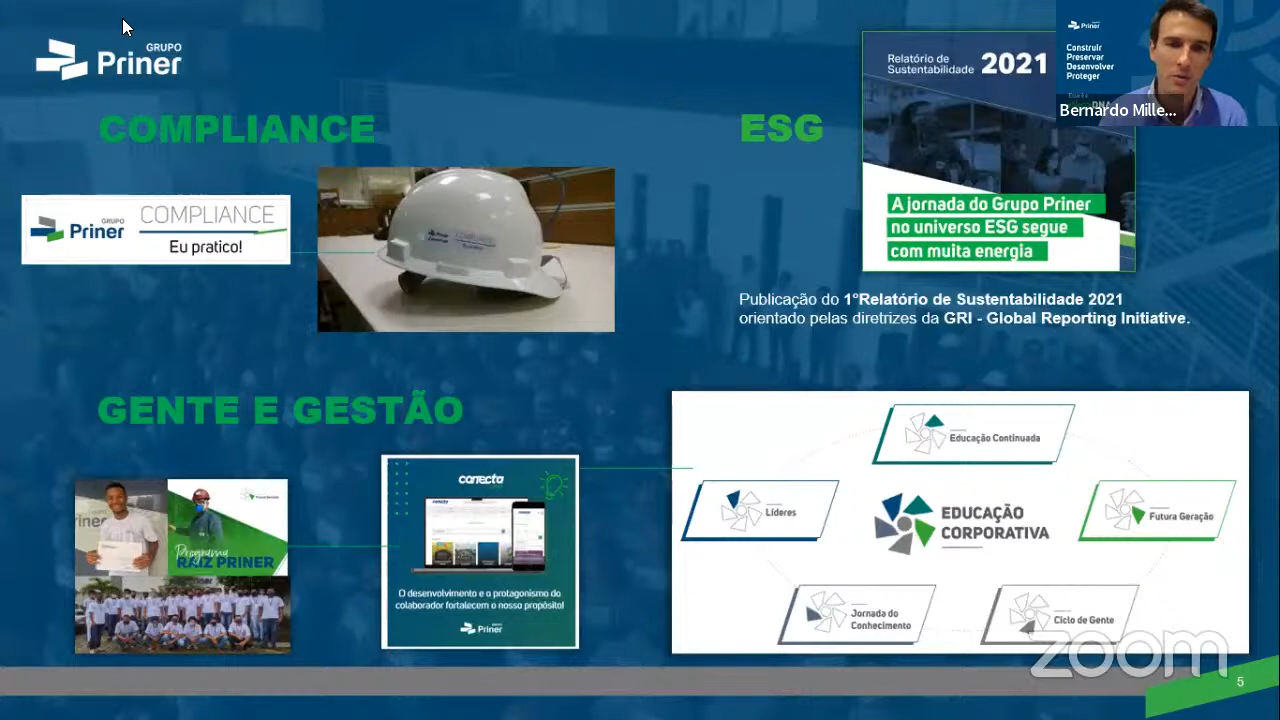 GRUPO
Priner
COMPLIANCE
GRUPO
Priner
COMPLIANCE
Eu pratico!
ESG
Relatório de
Sustentabilidade 2021
A jornada do Grupo Priner
no universo ESG segue
com muita energia
Priner
Construir
Preservar
Desenvolver
Proteger
Bernardo Mille...
Publicação do 1°Relatório de Sustentabilidade 2021
orientado pelas diretrizes da GRI - Global Reporting Initiative.
GENTE E GESTÃO
Programa
RAIZ PRINER
conecta
O desenvolvimento e o protagonismo do
colaborador fortalecem o nosso propósito!
Priner
Educação Continuada
Líderes
EDUCAÇÃO
CORPORATIVA
Futura Geração
Jornada do
Conhecimento
Ciclo de Gente
zoom
5